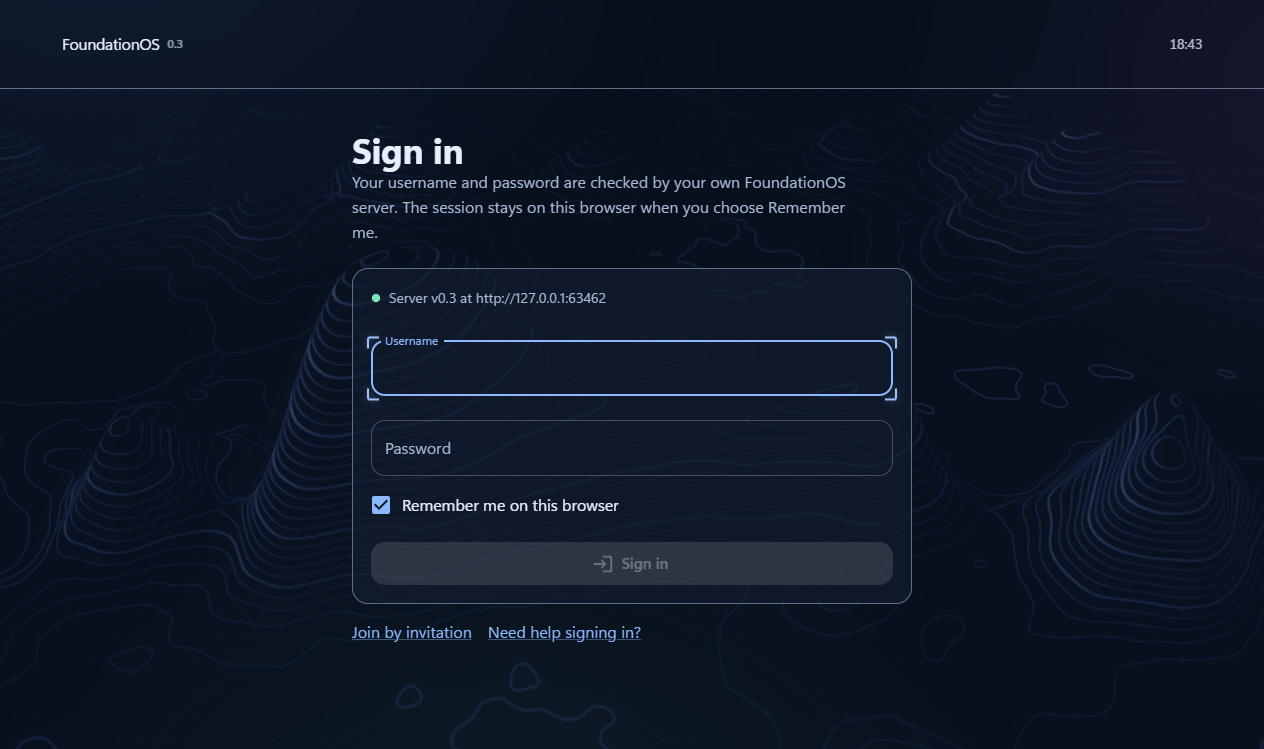 FoundationOS 0.3
18:43
Sign in
Your username and password are checked by your own FoundationOS
server. The session stays on this browser when you choose Remember
me.
Server v0.3 at http://127.0.0.1:63462
Username
Password
Remember me on this browser
Sign in
Join by invitation
Need help signing in?